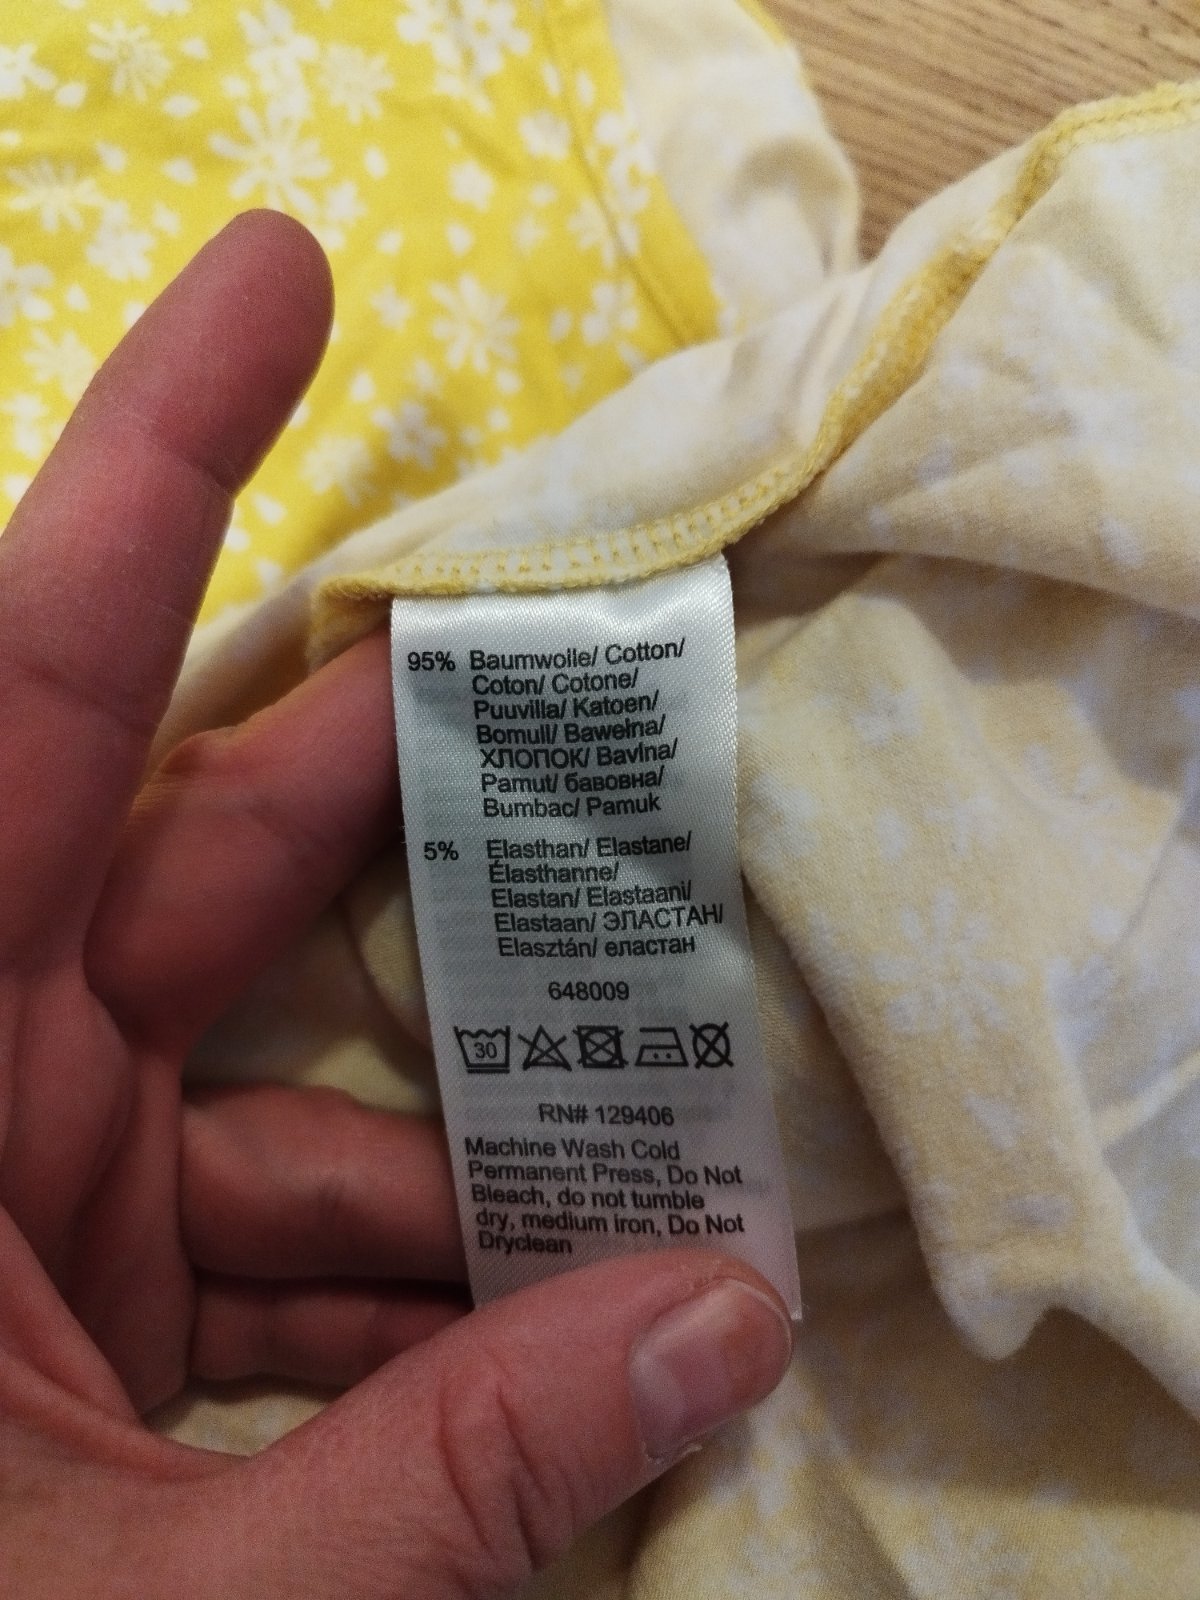 95% Baumwolle/ Cotton/
Coton/ Cotone/
Puuvilla/ Katoen/
Bomull/ Bawełna/
ХЛОПОК/ Bavlna/
Pamut/ бавовна/
Bumbac/ Pamuk
5% Elasthan/ Elastane/
Élasthanne/
Elastan/ Elastaani/
Elastaan/ ЭЛАСТАН/
Elasztán/ еластан
648009
30
RN# 129406
Machine Wash Cold
Permanent Press, Do Not
Bleach, do not tumble
dry, medium iron, Do Not
Dryclean